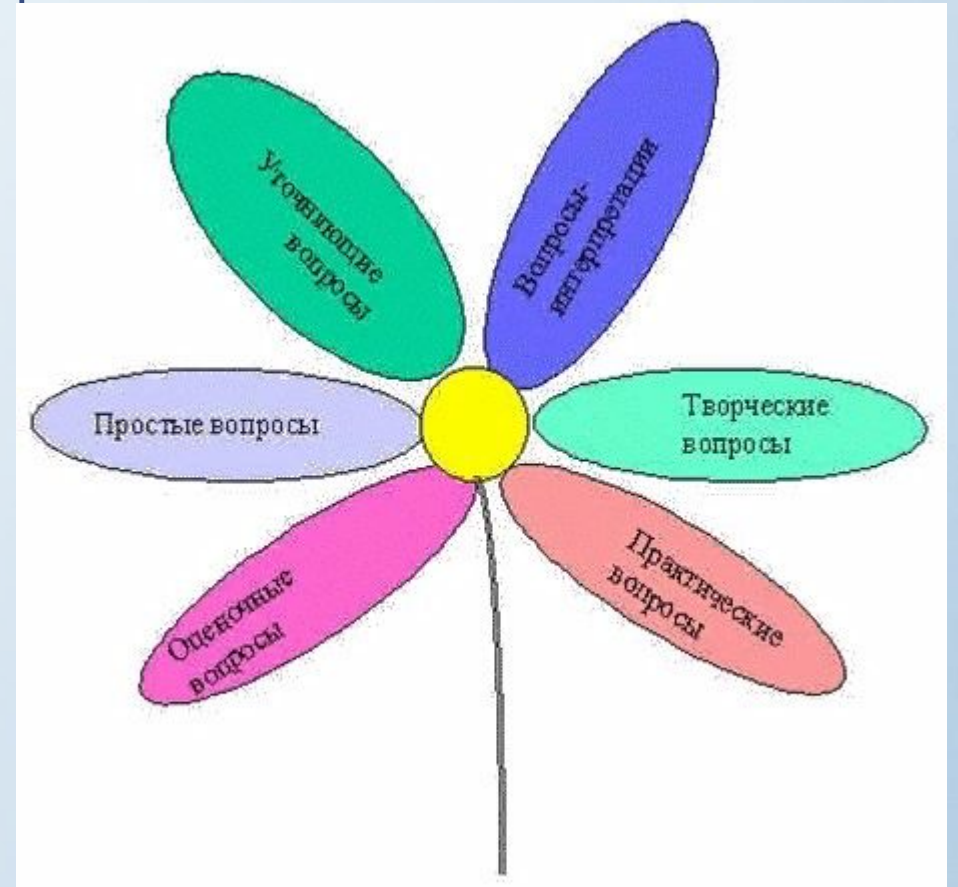 Уточняющие
вопросы
Вопросы-
интерпретации
Простые вопросы
Творческие
вопросы
Оценочные
вопросы
Практические
вопросы